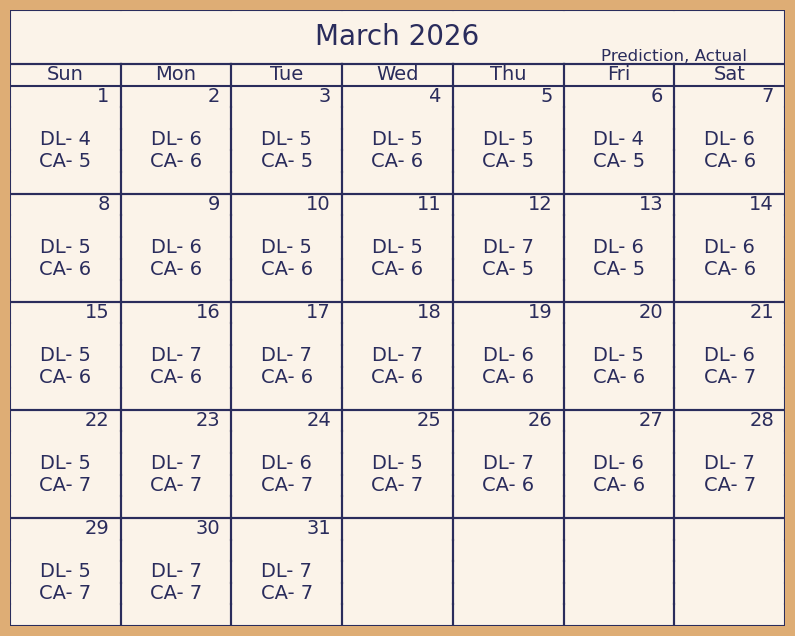 March 2026
Prediction, Actual
Sun Mon Tue Wed Thu Fri Sat
1 2 3 4 5 6 7
DL- 4 DL- 6 DL- 5 DL- 5 DL- 5 DL- 4 DL- 6
CA- 5 CA- 6 CA- 5 CA- 6 CA- 5 CA- 5 CA- 6
8 9 10 11 12 13 14
DL- 5 DL- 6 DL- 5 DL- 5 DL- 7 DL- 6 DL- 6
CA- 6 CA- 6 CA- 6 CA- 6 CA- 5 CA- 5 CA- 6
15 16 17 18 19 20 21
DL- 5 DL- 7 DL- 7 DL- 7 DL- 6 DL- 5 DL- 6
CA- 6 CA- 6 CA- 6 CA- 6 CA- 6 CA- 6 CA- 7
22 23 24 25 26 27 28
DL- 5 DL- 7 DL- 6 DL- 5 DL- 7 DL- 6 DL- 7
CA- 7 CA- 7 CA- 7 CA- 7 CA- 6 CA- 6 CA- 7
29 30 31
DL- 5 DL- 7 DL- 7
CA- 7 CA- 7 CA- 7